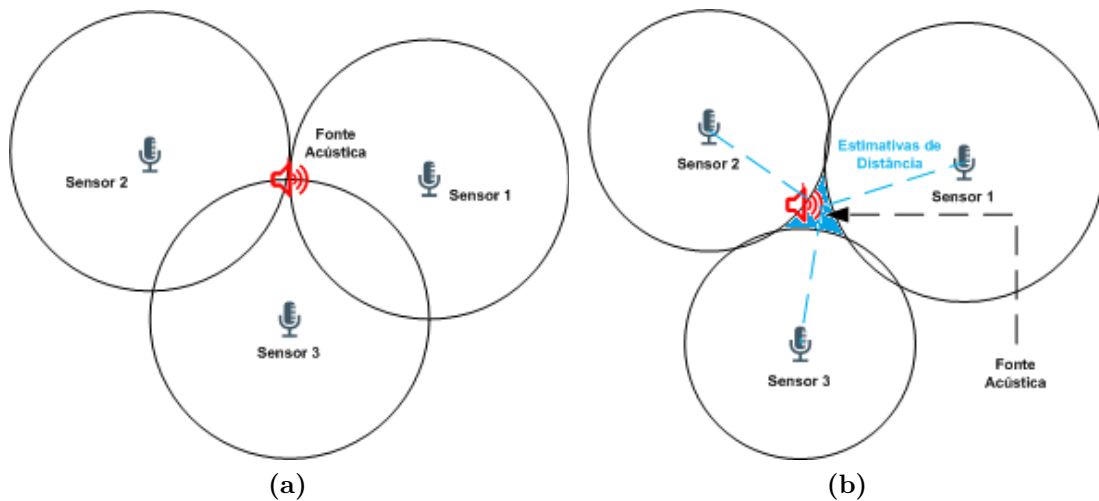 Fonte
Acústica
Sensor 2
Sensor 1
Sensor 3
(a)
Sensor 2
Estimativas de
Distância
Sensor 1
Sensor 3
Fonte
Acústica
(b)